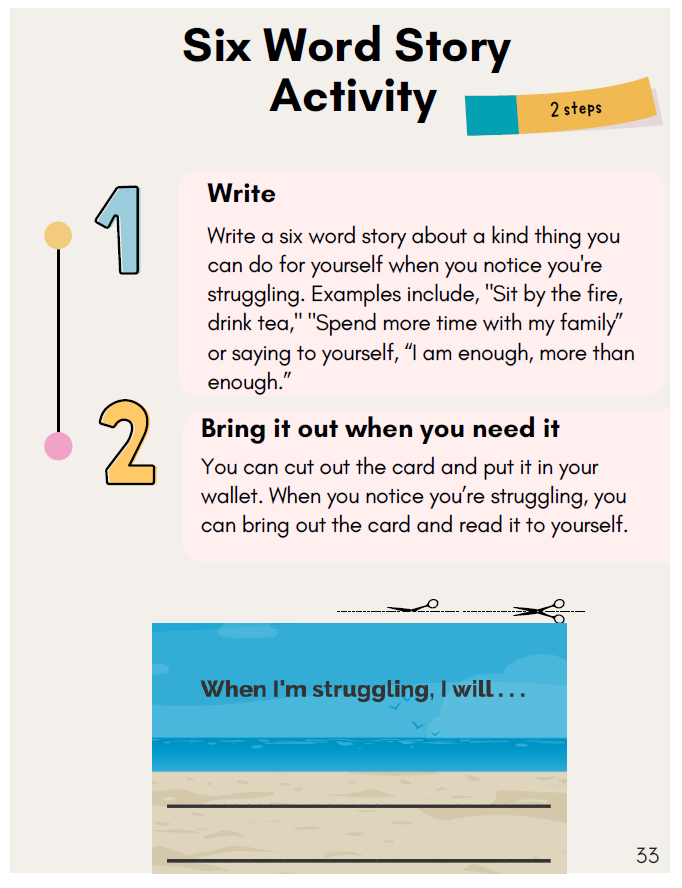 Six Word Story
Activity
2 steps
1
Write
Write a six word story about a kind thing you
can do for yourself when you notice you're
struggling. Examples include, "Sit by the fire,
drink tea," "Spend more time with my family”
or saying to yourself, “I am enough, more than
enough.”
2
Bring it out when you need it
You can cut out the card and put it in your
wallet. When you notice you’re struggling, you
can bring out the card and read it to yourself.
When I'm struggling, I will . . .
33